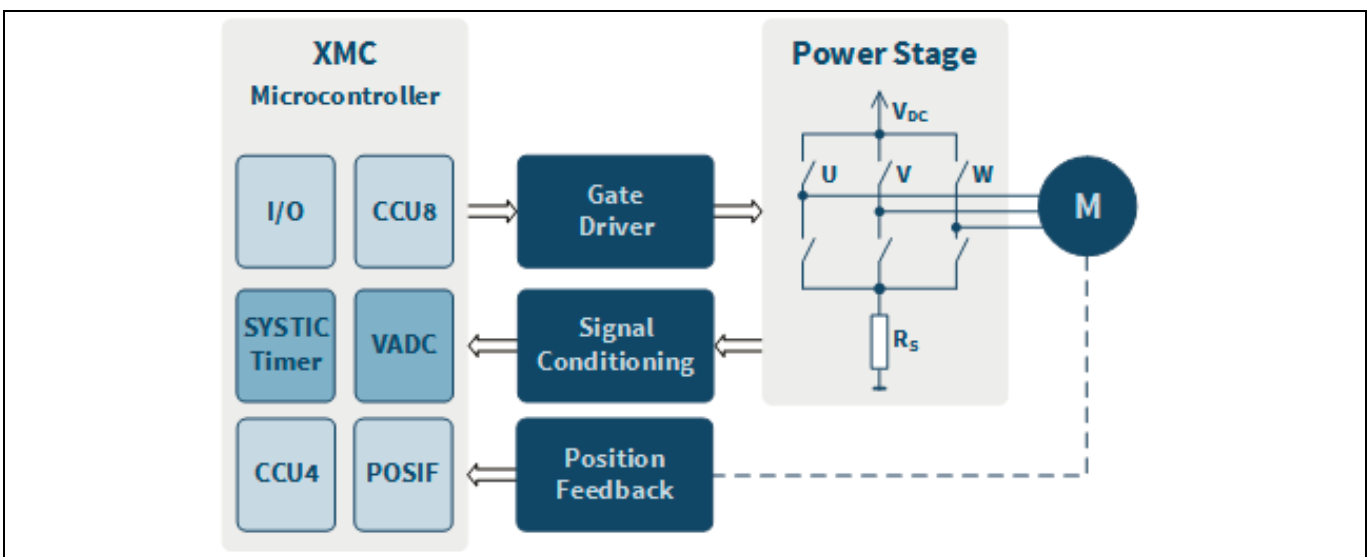 XMC
Microcontroller
I/O
CCU8
SYSTIC
Timer
VADC
CCU4
POSIF
Gate
Driver
Signal
Conditioning
Position
Feedback
Power Stage
VDC
U
V
W
RS
M